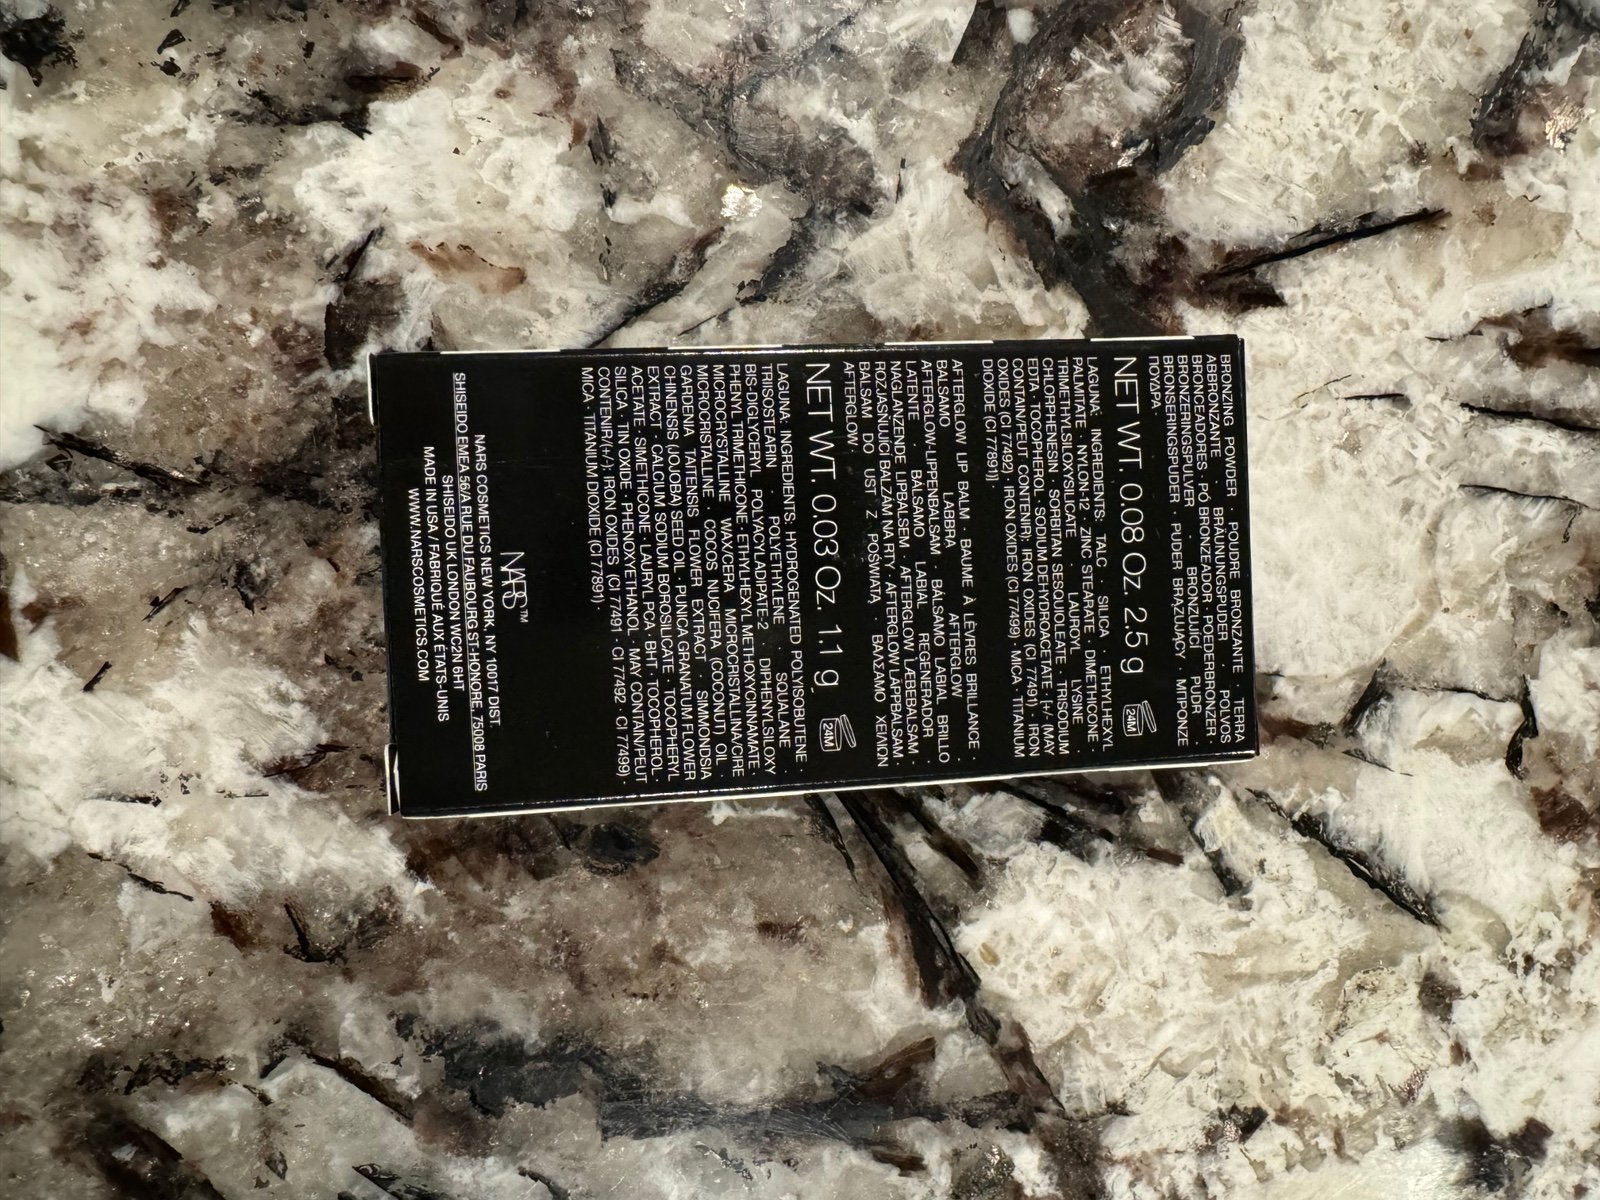 BRONZING POWDER · POUDRE BRONZANTE · TERRA
ABBRONZANTE · BRÄUNUNGSPUDER · POLVOS
BRONCEADORES · PÓ BRONZEADOR · POEDERBRONZER ·
BRONZERINGSPULVER · BRONZUJÍCÍ PUDR ·
BRONSERINGSPUDER · PUDER BRĄZUJĄCY · ΜΠΡΟΝΖΕ
ΠΟΥΔΡΑ ·
NET WT. 0.08 Oz. 2.5 g
24M
LAGUNA: INGREDIENTS: TALC · SILICA · ETHYLHEXYL
PALMITATE · NYLON-12 · ZINC STEARATE · DIMETHICONE ·
TRIMETHYLSILOXYSILICATE · LAUROYL LYSINE ·
CHLORPHENESIN · SORBITAN SESQUIOLEATE · TRISODIUM
EDTA · TOCOPHEROL · SODIUM DEHYDROACETATE · [+/- MAY
CONTAIN/PEUT CONTENIR): IRON OXIDES (CI 77491) · IRON
OXIDES (CI 77492) · IRON OXIDES (CI 77499) · MICA · TITANIUM
DIOXIDE (CI 77891)]
AFTERGLOW LIP BALM · BAUME À LÈVRES BRILLANCE ·
BALSAMO LABBRA AFTERGLOW ·
AFTERGLOW-LIPPENBALSAM · BALSAMO LABIAL BRILLO
LATENTE · BALSAMO LABIAL REGENERADOR ·
NAGLANZENDE LIPBALSEM · AFTERGLOW LÆBEBALSAM ·
ROZJASŇUJÍCÍ BALZÁM NA RTY · AFTERGLOW LÄPPBALSAM ·
BALSAM DO UST Z POŚWIATĄ · ΒΑΛΣΑΜΟ ΧΕΙΛΙΩΝ
AFTERGLOW ·
NET WT. 0.03 Oz. 1.1 g
24M
LAGUNA: INGREDIENTS: HYDROGENATED POLYISOBUTENE ·
TRIISOSTEARIN · POLYETHYLENE · SQUALANE ·
BIS-DIGLYCERYL POLYACYLADIPATE-2 · DIPHENYLSILOXY
PHENYL TRIMETHICONE · ETHYLHEXYL METHOXYCINNAMATE ·
MICROCRYSTALLINE WAX/CERA MICROCRISTALLINA/CIRE
MICROCRISTALLINE · COCOS NUCIFERA (COCONUT) OIL ·
GARDENIA TAITENSIS FLOWER EXTRACT · SIMMONDSIA
CHINENSIS (JOJOBA) SEED OIL · PUNICA GRANATUM FLOWER
EXTRACT · CALCIUM SODIUM BOROSILICATE · TOCOPHERYL
ACETATE · SIMETHICONE · LAURYL PCA · BHT · TOCOPHEROL ·
SILICA · TIN OXIDE · PHENOXYETHANOL · MAY CONTAIN/PEUT
CONTENIR/(+/-): IRON OXIDES (CI 77491 · CI 77492 · CI 77499) ·
MICA · TITANIUM DIOXIDE (CI 77891) ·
NARS™
NARS COSMETICS NEW YORK, NY 10017 DIST.
SHISEIDO EMEA 56/A RUE DU FAUBOURG ST-HONORE, 75008 PARIS
SHISEIDO UK LONDON WC2N 6HT
MADE IN USA / FABRIQUÉ AUX ÉTATS-UNIS
WWW.NARSCOSMETICS.COM